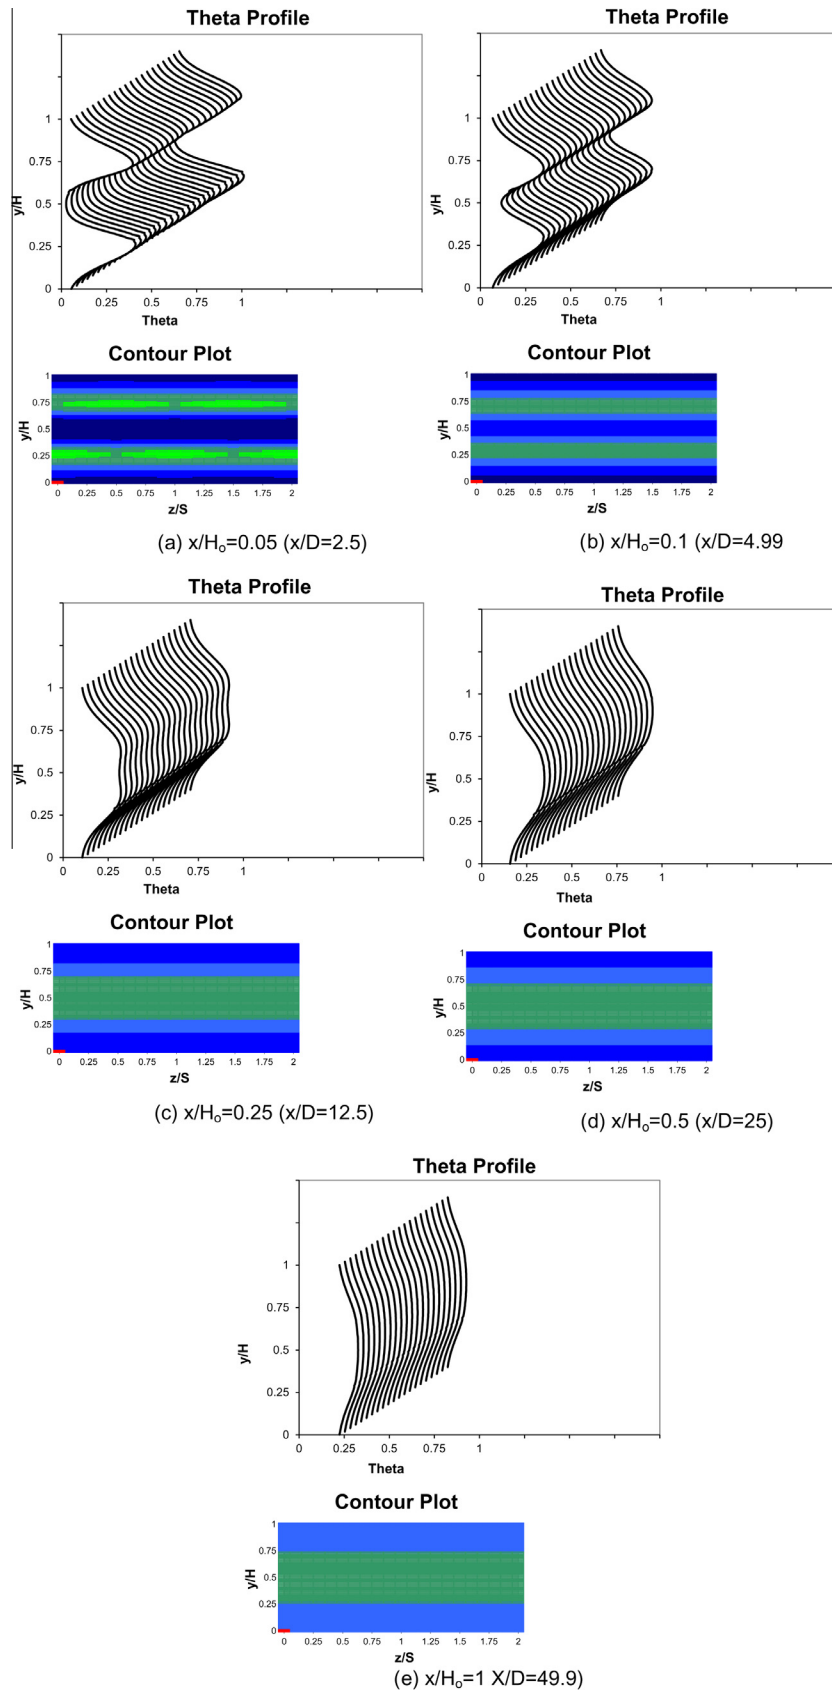 Theta Profile
1
0.75
y/H
0.5
0.25
0
0 0.25 0.5 0.75 1
Theta
Contour Plot
1
0.75
y/H
0.5
0.25
0
0 0.25 0.5 0.75 1 1.25 1.5 1.75 2
z/S
(a) x/Ho=0.05 (x/D=2.5)
Theta Profile
1
0.75
y/H
0.5
0.25
0
0 0.25 0.5 0.75 1
Theta
Contour Plot
1
0.75
y/H
0.5
0.25
0
0 0.25 0.5 0.75 1 1.25 1.5 1.75 2
z/S
(b) x/Ho=0.1 (x/D=4.99
Theta Profile
1
0.75
y/H
0.5
0.25
0
0 0.25 0.5 0.75 1
Theta
Contour Plot
1
0.75
y/H
0.5
0.25
0
0 0.25 0.5 0.75 1 1.25 1.5 1.75 2
z/S
(c) x/Ho=0.25 (x/D=12.5)
Theta Profile
1
0.75
y/H
0.5
0.25
0
0 0.25 0.5 0.75 1
Theta
Contour Plot
1
0.75
y/H
0.5
0.25
0
0 0.25 0.5 0.75 1 1.25 1.5 1.75 2
z/S
(d) x/Ho=0.5 (x/D=25)
Theta Profile
1
0.75
y/H
0.5
0.25
0
0 0.25 0.5 0.75 1
Theta
Contour Plot
1
0.75
y/H
0.5
0.25
0
0 0.25 0.5 0.75 1 1.25 1.5 1.75 2
z/S
(e) x/Ho=1 X/D=49.9)